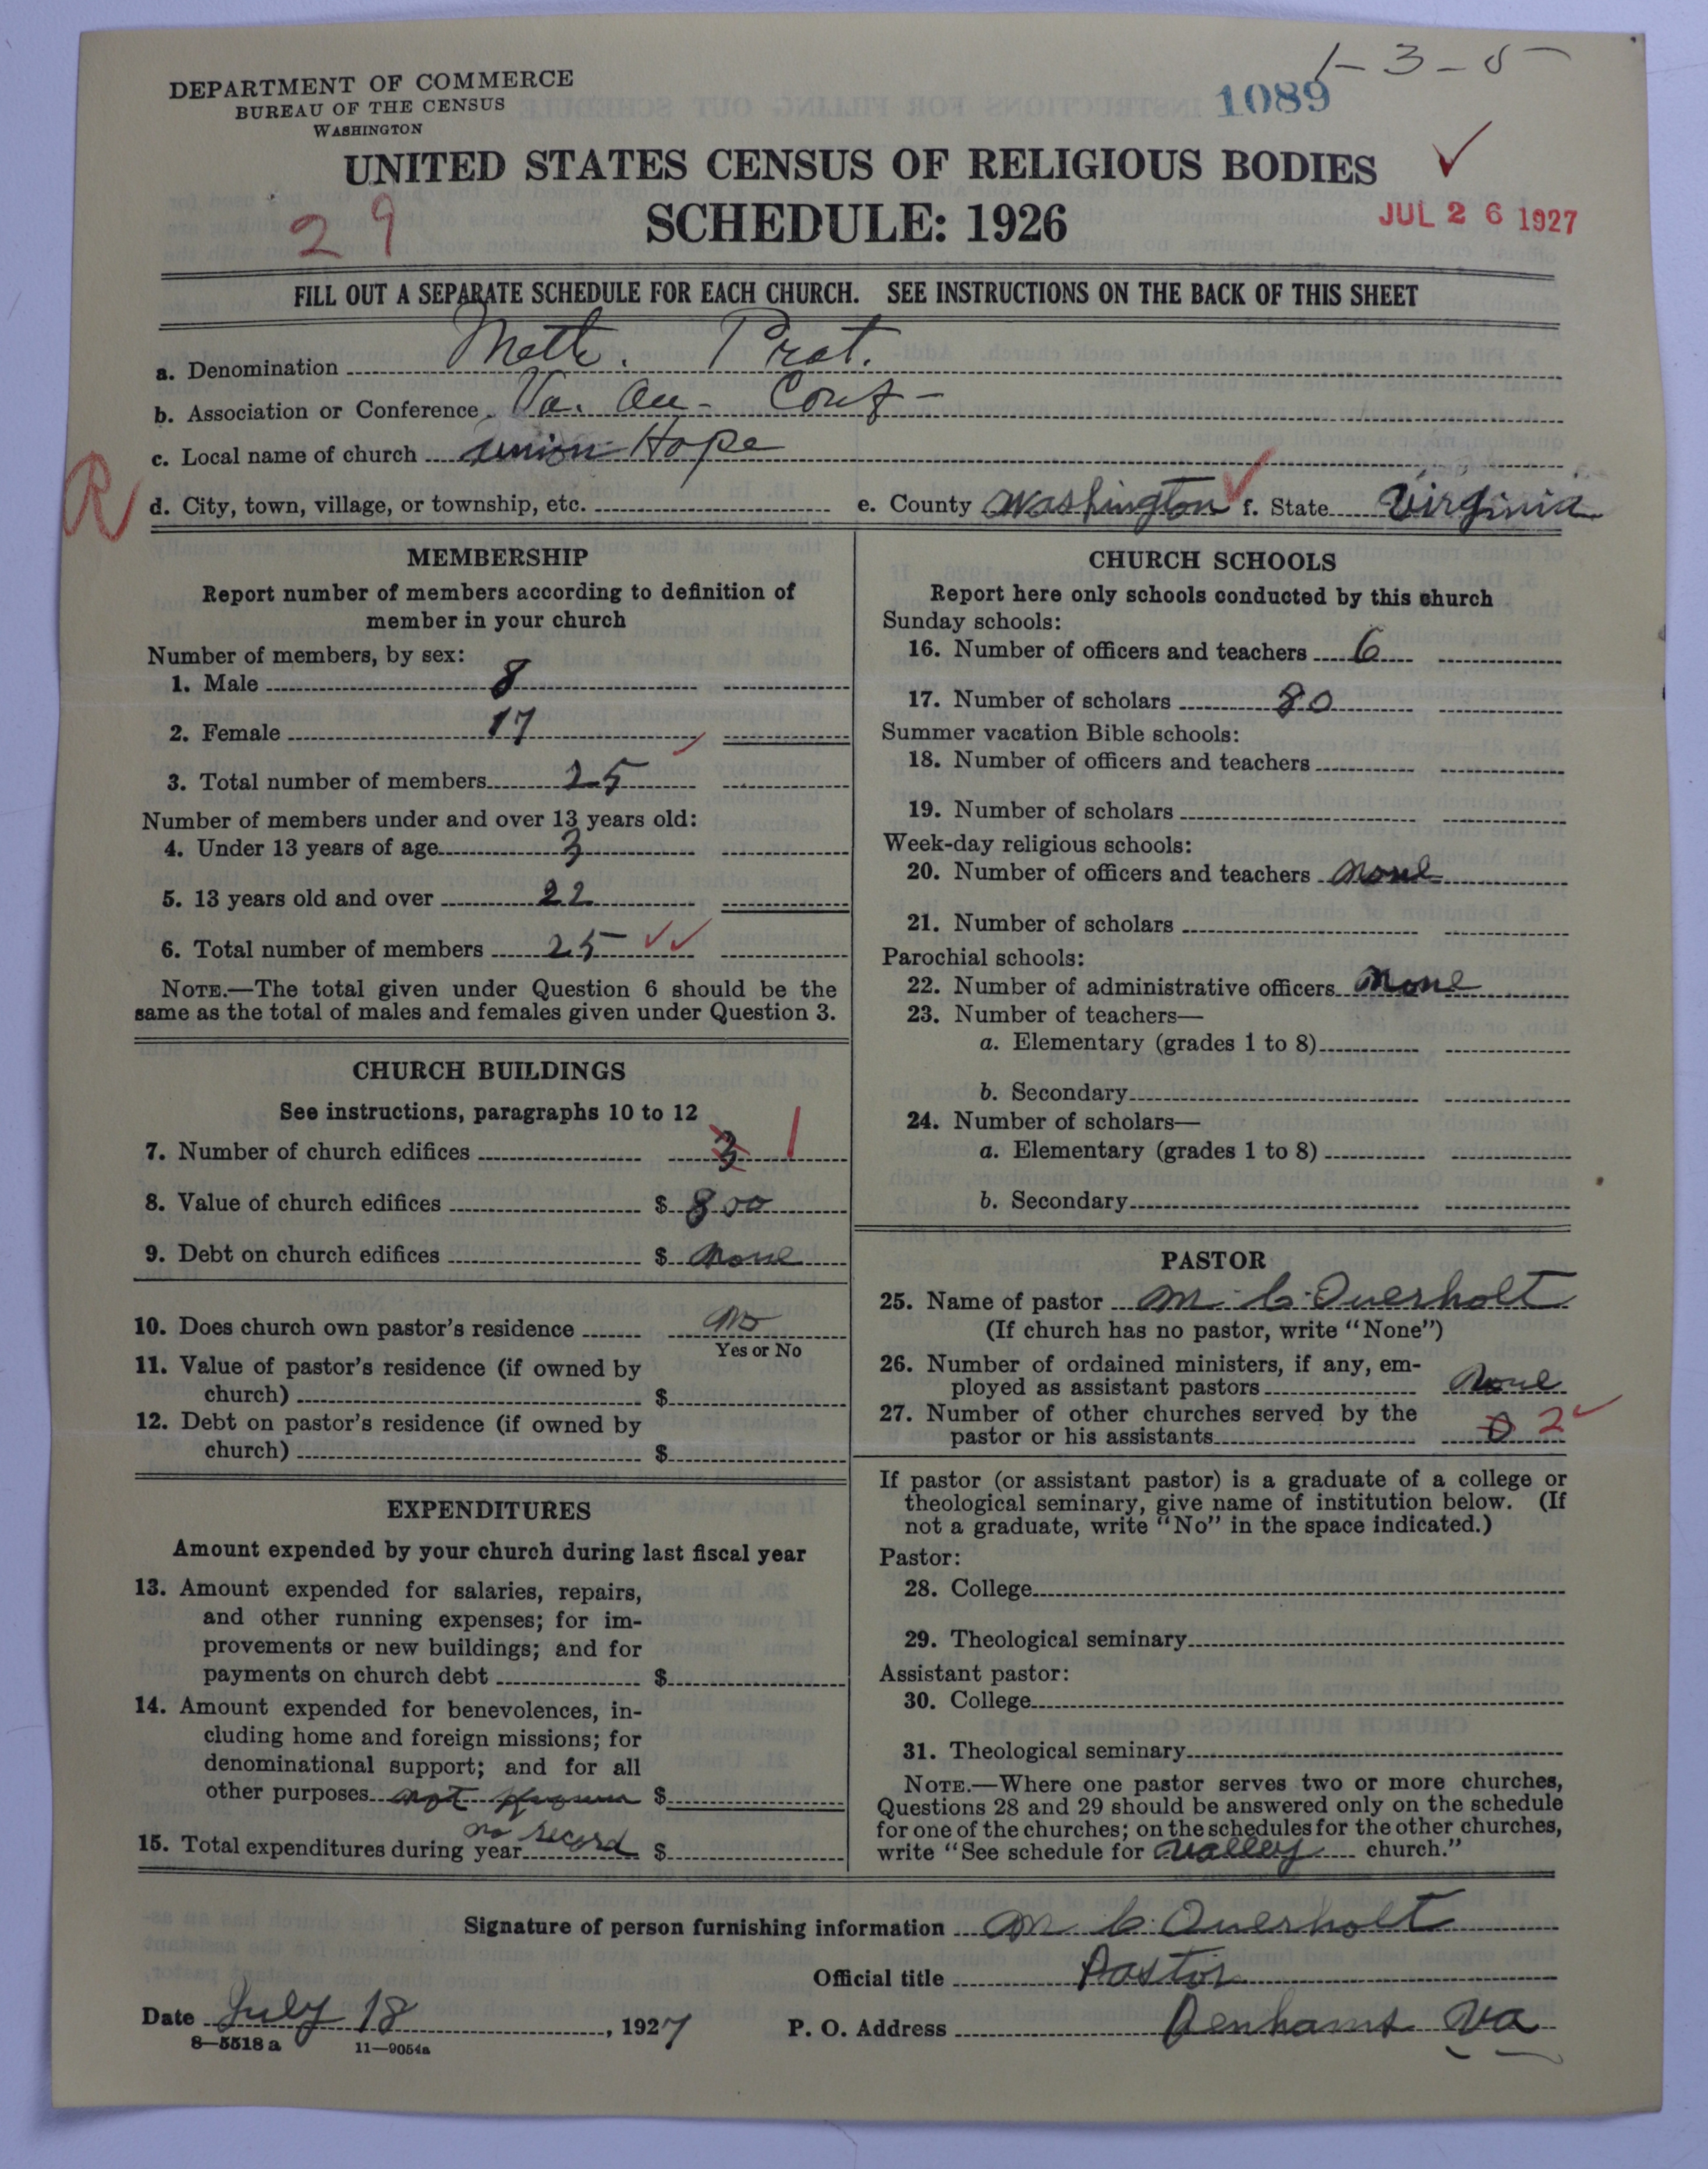 1-3-5
DEPARTMENT OF COMMERCE
BUREAU OF THE CENSUS
WASHINGTON
1089
UNITED STATES CENSUS OF RELIGIOUS BODIES
SCHEDULE: 1926
29
JUL 26 1927
FILL OUT A SEPARATE SCHEDULE FOR EACH CHURCH. SEE INSTRUCTIONS ON THE BACK OF THIS SHEET
a. Denomination Meth. Prot.
b. Association or Conference Va. An- Conf-
c. Local name of church Union Hope
R
d. City, town, village, or township, etc. e. County Washington f. State Virginia
MEMBERSHIP
Report number of members according to definition of
member in your church
Number of members, by sex:
1. Male 8
2. Female 17
3. Total number of members 25
Number of members under and over 13 years old:
4. Under 13 years of age 3
5. 13 years old and over 22
6. Total number of members 25
NOTE.—The total given under Question 6 should be the
same as the total of males and females given under Question 3.
CHURCH BUILDINGS
See instructions, paragraphs 10 to 12
7. Number of church edifices 3 1
8. Value of church edifices $ 800
9. Debt on church edifices $ none
10. Does church own pastor's residence no
Yes or No
11. Value of pastor's residence (if owned by
church) $
12. Debt on pastor's residence (if owned by
church) $
EXPENDITURES
Amount expended by your church during last fiscal year
13. Amount expended for salaries, repairs,
and other running expenses; for im-
provements or new buildings; and for
payments on church debt $
14. Amount expended for benevolences, in-
cluding home and foreign missions; for
denominational support; and for all
other purposes not known $
15. Total expenditures during year no record $
CHURCH SCHOOLS
Report here only schools conducted by this church
Sunday schools:
16. Number of officers and teachers 6
17. Number of scholars 80
Summer vacation Bible schools:
18. Number of officers and teachers
19. Number of scholars
Week-day religious schools:
20. Number of officers and teachers none
21. Number of scholars
Parochial schools:
22. Number of administrative officers none
23. Number of teachers—
a. Elementary (grades 1 to 8)
b. Secondary
24. Number of scholars—
a. Elementary (grades 1 to 8)
b. Secondary
PASTOR
25. Name of pastor M. C. Overholt
(If church has no pastor, write "None")
26. Number of ordained ministers, if any, em-
ployed as assistant pastors none
27. Number of other churches served by the
pastor or his assistants 0 2
If pastor (or assistant pastor) is a graduate of a college or
theological seminary, give name of institution below. (If
not a graduate, write "No" in the space indicated.)
Pastor:
28. College
29. Theological seminary
Assistant pastor:
30. College
31. Theological seminary
NOTE.—Where one pastor serves two or more churches,
Questions 28 and 29 should be answered only on the schedule
for one of the churches; on the schedules for the other churches,
write "See schedule for Valley church."
Signature of person furnishing information M C. Overholt
Official title Pastor
Date July 18, 1927 P. O. Address Benhams Va
8—5518 a 11—9054a